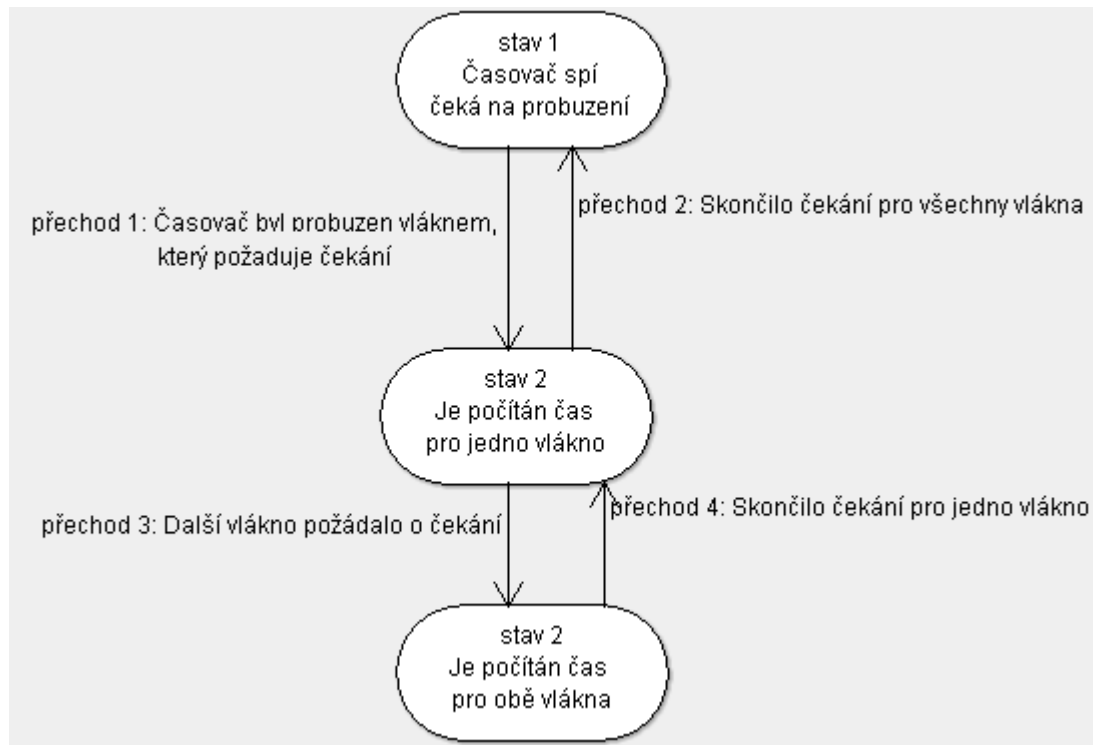 stav 1
Časovač spí
čeká na probuzení
přechod 1: Časovač byl probuzen vláknem,
který požaduje čekání
přechod 2: Skončilo čekání pro všechny vlákna
stav 2
Je počítán čas
pro jedno vlákno
přechod 3: Další vlákno požádalo o čekání
přechod 4: Skončilo čekání pro jedno vlákno
stav 2
Je počítán čas
pro obě vlákna